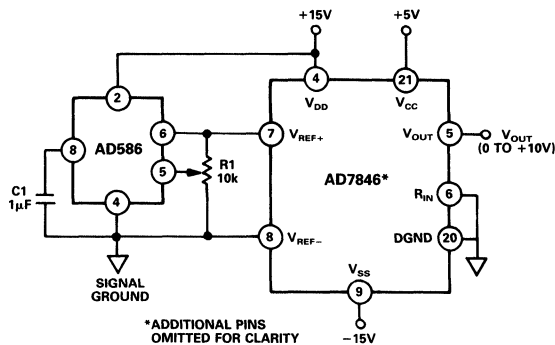 +15V
+5V
2
4
21
V_DD
V_CC
8
AD586
6
7
V_REF+
V_OUT
5
V_OUT
(0 TO +10V)
5
R1
10k
AD7846*
C1
1µF
R_IN
6
4
8
V_REF−
DGND
20
SIGNAL
GROUND
V_SS
9
*ADDITIONAL PINS
OMITTED FOR CLARITY
−15V